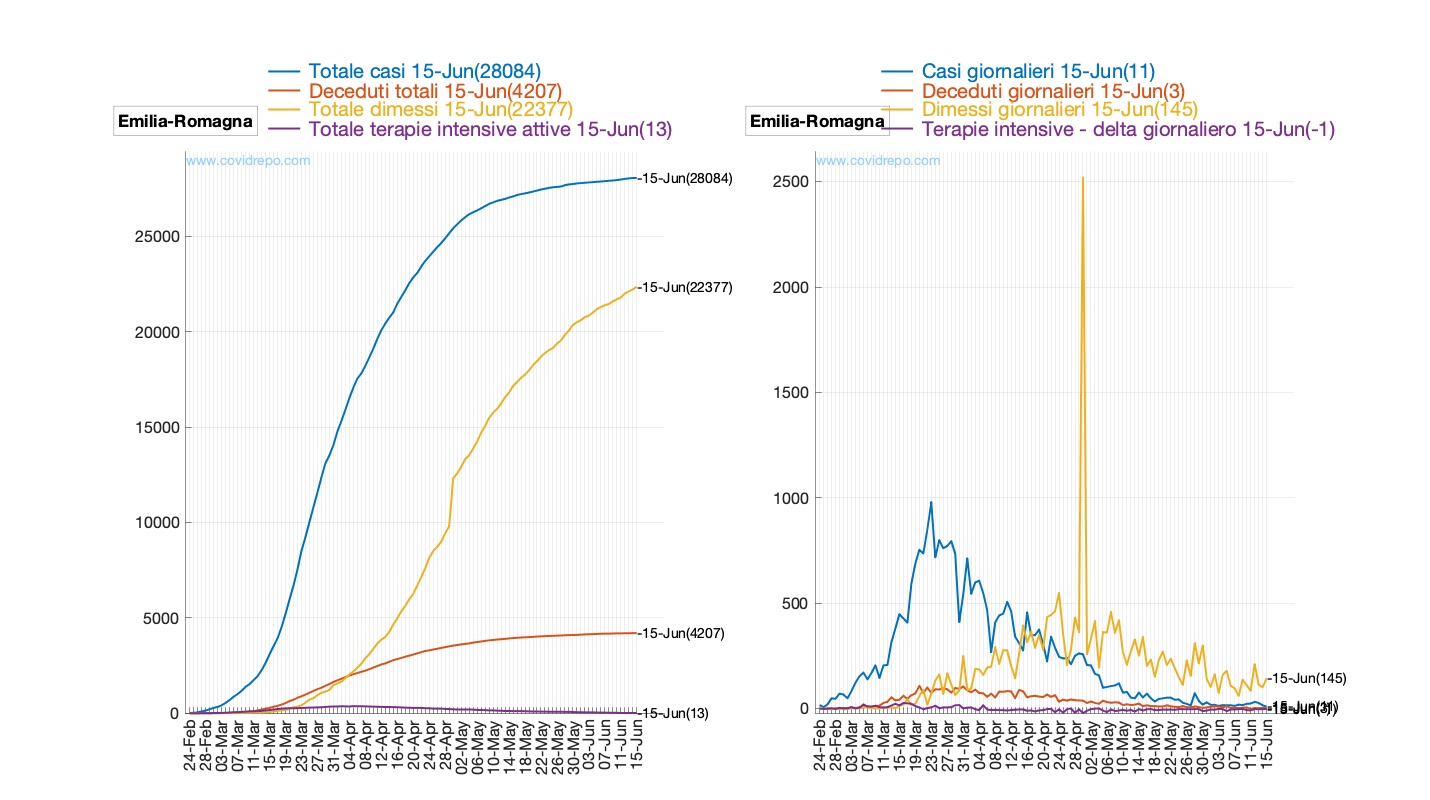 Totale casi 15-Jun(28084)
Deceduti totali 15-Jun(4207)
Totale dimessi 15-Jun(22377)
Totale terapie intensive attive 15-Jun(13)
Emilia-Romagna
www.covidrepo.com
25000
20000
15000
10000
5000
0
-15-Jun(28084)
-15-Jun(22377)
-15-Jun(4207)
-15-Jun(13)
24-Feb
28-Feb
03-Mar
07-Mar
11-Mar
15-Mar
19-Mar
23-Mar
27-Mar
31-Mar
04-Apr
08-Apr
12-Apr
16-Apr
20-Apr
24-Apr
28-Apr
02-May
06-May
10-May
14-May
18-May
22-May
26-May
30-May
03-Jun
07-Jun
11-Jun
15-Jun
Casi giornalieri 15-Jun(11)
Deceduti giornalieri 15-Jun(3)
Dimessi giornalieri 15-Jun(145)
Terapie intensive - delta giornaliero 15-Jun(-1)
Emilia-Romagna
www.covidrepo.com
2500
2000
1500
1000
500
0
-15-Jun(145)
24-Feb
28-Feb
03-Mar
07-Mar
11-Mar
15-Mar
19-Mar
23-Mar
27-Mar
31-Mar
04-Apr
08-Apr
12-Apr
16-Apr
20-Apr
24-Apr
28-Apr
02-May
06-May
10-May
14-May
18-May
22-May
26-May
30-May
03-Jun
07-Jun
11-Jun
15-Jun